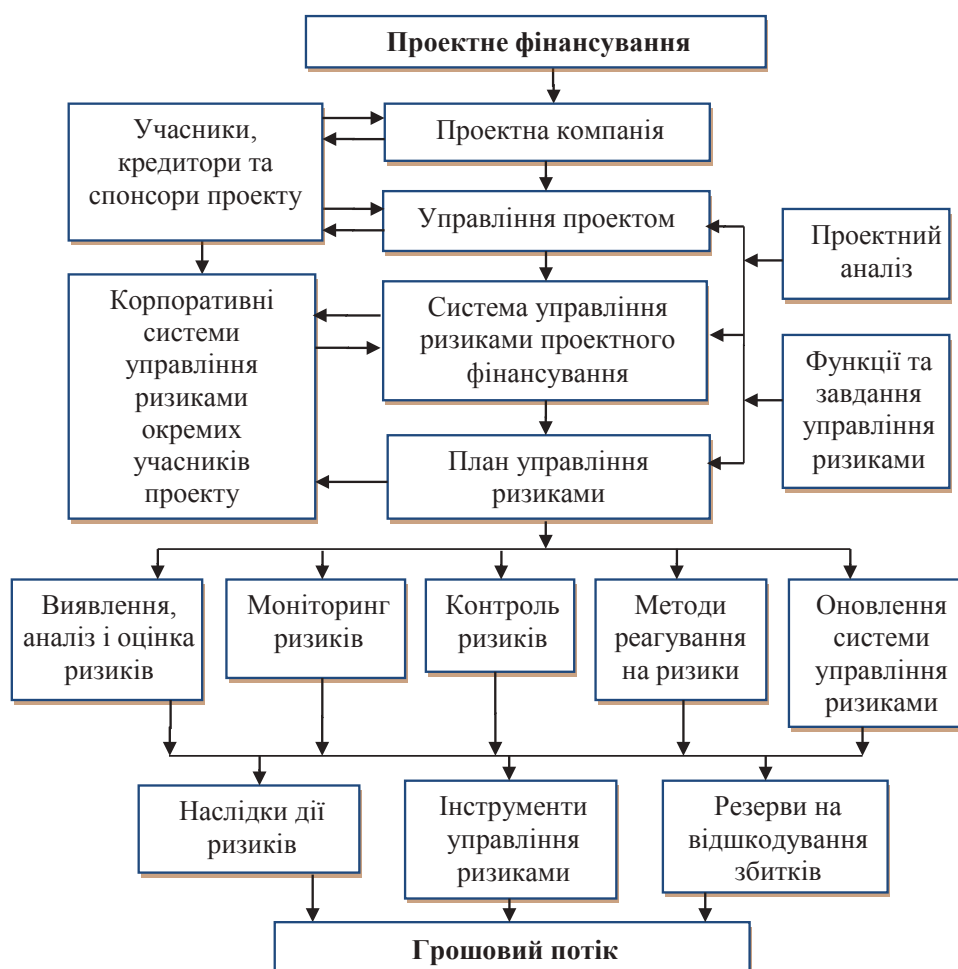 Проектне фінансування
Учасники,
кредитори та
спонсори проекту
Проектна компанія
Управління проектом
Проектний
аналіз
Корпоративні
системи
управління
ризиками
окремих
учасників
проекту
Система управління
ризиками проектного
фінансування
Функції та
завдання
управління
ризиками
План управління
ризиками
Виявлення,
аналіз і оцінка
ризиків
Моніторинг
ризиків
Контроль
ризиків
Методи
реагування
на ризики
Оновлення
системи
управління
ризиками
Наслідки дії
ризиків
Інструменти
управління
ризиками
Резерви на
відшкодування
збитків
Грошовий потік